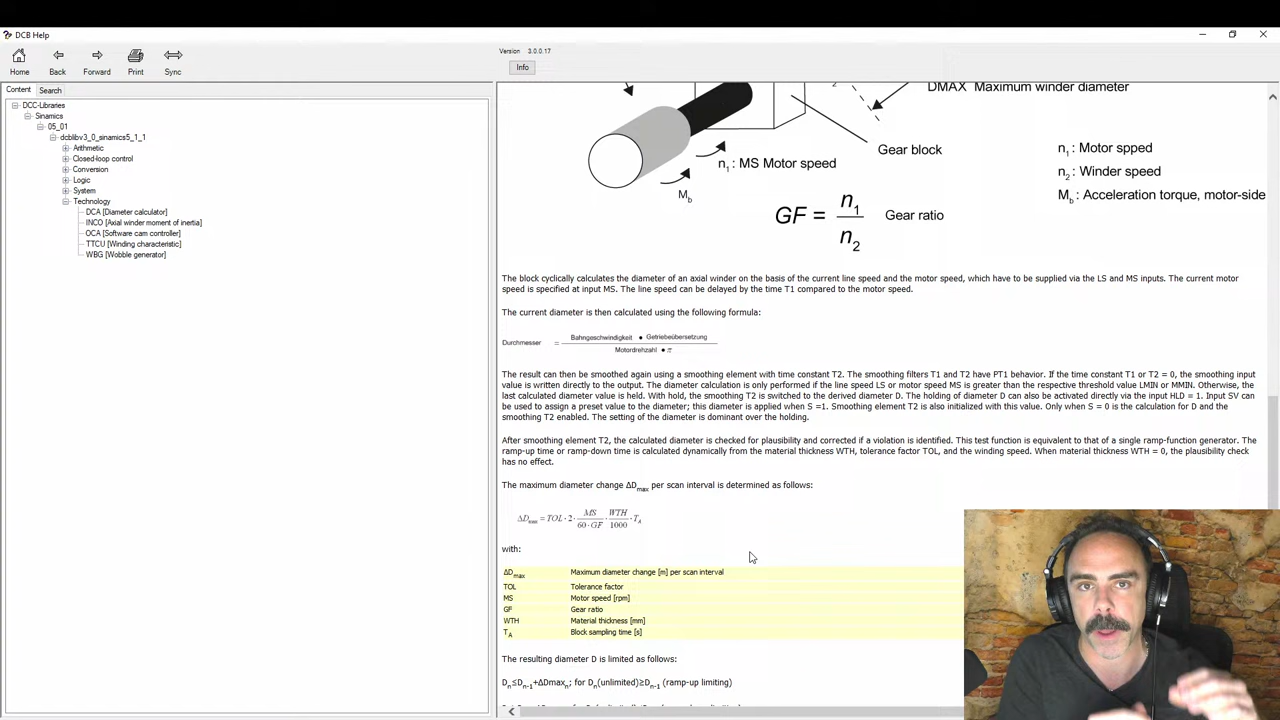 DCB Help
Home
Back
Forward
Print
Sync
Version 3.0.0.17
Info
Content
Search
DCC-Libraries
Sinamics
05_01
dcblibv3_0_sinamics5_1_1
Arithmetic
Closed-loop control
Conversion
Logic
System
Technology
DCA [Diameter calculator]
INCO [Axial winder moment of inertia]
OCA [Software cam controller]
TTCU [Winding characteristic]
WBG [Wobble generator]
2
DMAX Maximum winder diameter
Gear block
n1 : MS Motor speed
Mb
n1 : Motor spped
n2 : Winder speed
Mb : Acceleration torque, motor-side
GF = n1 / n2 Gear ratio
The block cyclically calculates the diameter of an axial winder on the basis of the current line speed and the motor speed, which have to be supplied via the LS and MS inputs. The current motor
speed is specified at input MS. The line speed can be delayed by the time T1 compared to the motor speed.
The current diameter is then calculated using the following formula:
Durchmesser = Bahngeschwindigkeit • Getriebeübersetzung
Motordrehzahl • π
The result can then be smoothed again using a smoothing element with time constant T2. The smoothing filters T1 and T2 have PT1 behavior. If the time constant T1 or T2 = 0, the smoothing input
value is written directly to the output. The diameter calculation is only performed if the line speed LS or motor speed MS is greater than the respective threshold value LMIN or MMIN. Otherwise, the
last calculated diameter value is held. With hold, the smoothing T2 is switched to the derived diameter D. The holding of diameter D can also be activated directly via the input HLD = 1. Input SV can
be used to assign a preset value to the diameter; this diameter is applied when S =1. Smoothing element T2 is also initialized with this value. Only when S = 0 is the calculation for D and the
smoothing T2 enabled. The setting of the diameter is dominant over the holding.
After smoothing element T2, the calculated diameter is checked for plausibility and corrected if a violation is identified. This test function is equivalent to that of a single ramp-function generator. The
ramp-up time or ramp-down time is calculated dynamically from the material thickness WTH, tolerance factor TOL, and the winding speed. When material thickness WTH = 0, the plausibility check
has no effect.
The maximum diameter change ΔDmax per scan interval is determined as follows:
ΔDmax = TOL · 2 · MS / 60 · GF · WTH / 1000 · TA
with:
ΔDmax Maximum diameter change [m] per scan interval
TOL Tolerance factor
MS Motor speed [rpm]
GF Gear ratio
WTH Material thickness [mm]
TA Block sampling time [s]
The resulting diameter D is limited as follows:
Dn≤Dn-1+ΔDmaxn; for Dn(unlimited)≥Dn-1 (ramp-up limiting)